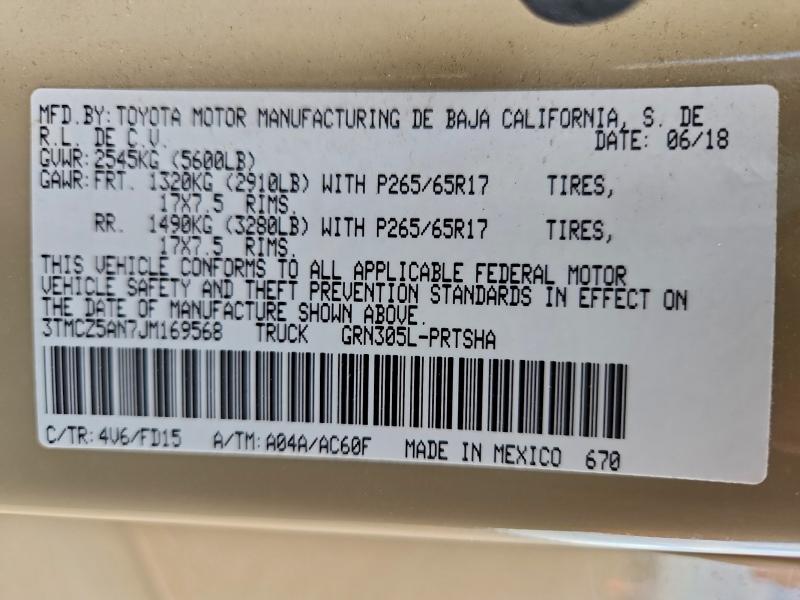 MFD.BY: TOYOTA MOTOR MANUFACTURING DE BAJA CALIFORNIA, S. DE
R.L. DE C.V. DATE: 06/18
GVWR: 2545KG (5600LB)
GAWR: FRT. 1320KG (2910LB) WITH P265/65R17 TIRES,
17X7.5 RIMS.
RR. 1490KG (3280LB) WITH P265/65R17 TIRES,
17X7.5 RIMS.
THIS VEHICLE CONFORMS TO ALL APPLICABLE FEDERAL MOTOR
VEHICLE SAFETY AND THEFT PREVENTION STANDARDS IN EFFECT ON
THE DATE OF MANUFACTURE SHOWN ABOVE.
3TMCZ5AN7JM169568 TRUCK GRN305L-PRTSHA
C/TR: 4V6/FD15 A/TM: A04A/AC60F MADE IN MEXICO 670